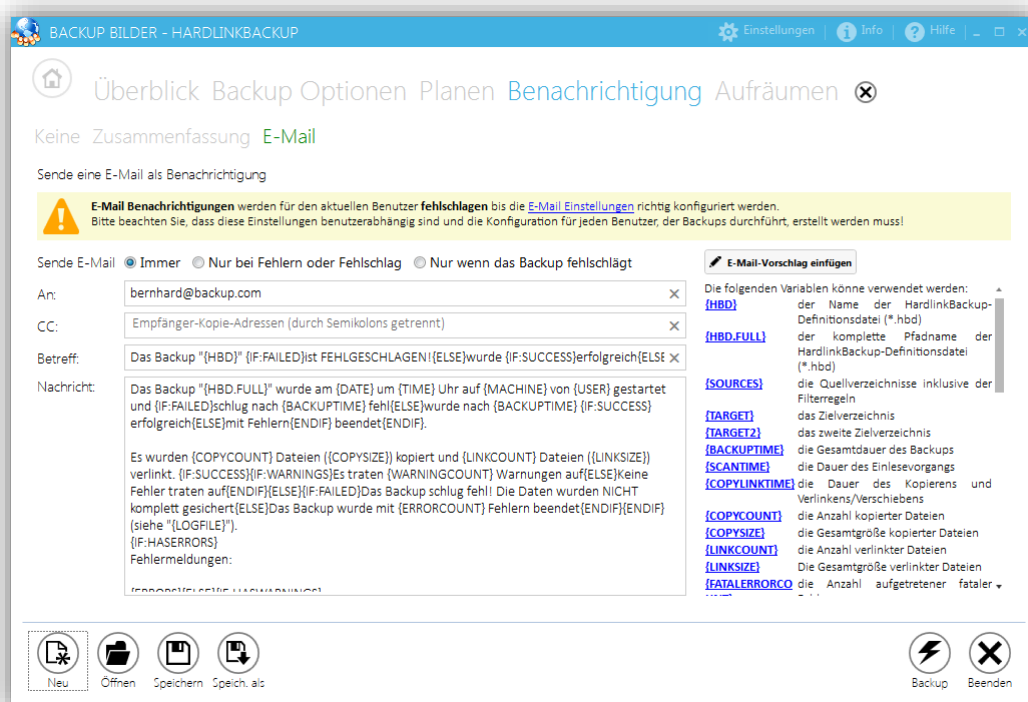 BACKUP BILDER - HARDLINKBACKUP
Einstellungen | Info | Hilfe
Überblick Backup Optionen Planen Benachrichtigung Aufräumen
Keine Zusammenfassung E-Mail
Sende eine E-Mail als Benachrichtigung
E-Mail Benachrichtigungen werden für den aktuellen Benutzer fehlschlagen bis die E-Mail Einstellungen richtig konfiguriert werden.
Bitte beachten Sie, dass diese Einstellungen benutzerabhängig sind und die Konfiguration für jeden Benutzer, der Backups durchführt, erstellt werden muss!
Sende E-Mail Immer Nur bei Fehlern oder Fehlschlag Nur wenn das Backup fehlschlägt
An: bernhard@backup.com
CC: Empfänger-Kopie-Adressen (durch Semikolons getrennt)
Betreff: Das Backup "{HBD}" {IF:FAILED}ist FEHLGESCHLAGEN!{ELSE}wurde {IF:SUCCESS}erfolgreich{ELSE
Nachricht: Das Backup "{HBD.FULL}" wurde am {DATE} um {TIME} Uhr auf {MACHINE} von {USER} gestartet
und {IF:FAILED}schlug nach {BACKUPTIME} fehl{ELSE}wurde nach {BACKUPTIME} {IF:SUCCESS}
erfolgreich{ELSE}mit Fehlern{ENDIF} beendet{ENDIF}.
Es wurden {COPYCOUNT} Dateien ({COPYSIZE}) kopiert und {LINKCOUNT} Dateien ({LINKSIZE})
verlinkt. {IF:SUCCESS}{IF:WARNINGS}Es traten {WARNINGCOUNT} Warnungen auf{ELSE}Keine
Fehler traten auf{ENDIF}{ELSE}{IF:FAILED}Das Backup schlug fehl! Die Daten wurden NICHT
komplett gesichert{ELSE}Das Backup wurde mit {ERRORCOUNT} Fehlern beendet{ENDIF}{ENDIF}
(siehe "{LOGFILE}").
{IF:HASERRORS}
Fehlermeldungen:
{ERRORS}{ELSE}{IF:HASWARNINGS}
E-Mail-Vorschlag einfügen
Die folgenden Variablen könne verwendet werden:
{HBD} der Name der HardlinkBackup-
Definitionsdatei (*.hbd)
{HBD.FULL} der komplette Pfadname der
HardlinkBackup-Definitionsdatei
(*.hbd)
{SOURCES} die Quellverzeichnisse inklusive der
Filterregeln
{TARGET} das Zielverzeichnis
{TARGET2} das zweite Zielverzeichnis
{BACKUPTIME} die Gesamtdauer des Backups
{SCANTIME} die Dauer des Einlesevorgangs
{COPYLINKTIME} die Dauer des Kopierens und
Verlinkens/Verschiebens
{COPYCOUNT} die Anzahl kopierter Dateien
{COPYSIZE} die Gesamtgröße kopierter Dateien
{LINKCOUNT} die Anzahl verlinkter Dateien
{LINKSIZE} Die Gesamtgröße verlinkter Dateien
{FATALERRORCO die Anzahl aufgetretener fataler
Neu Öffnen Speichern Speich. als Backup Beenden